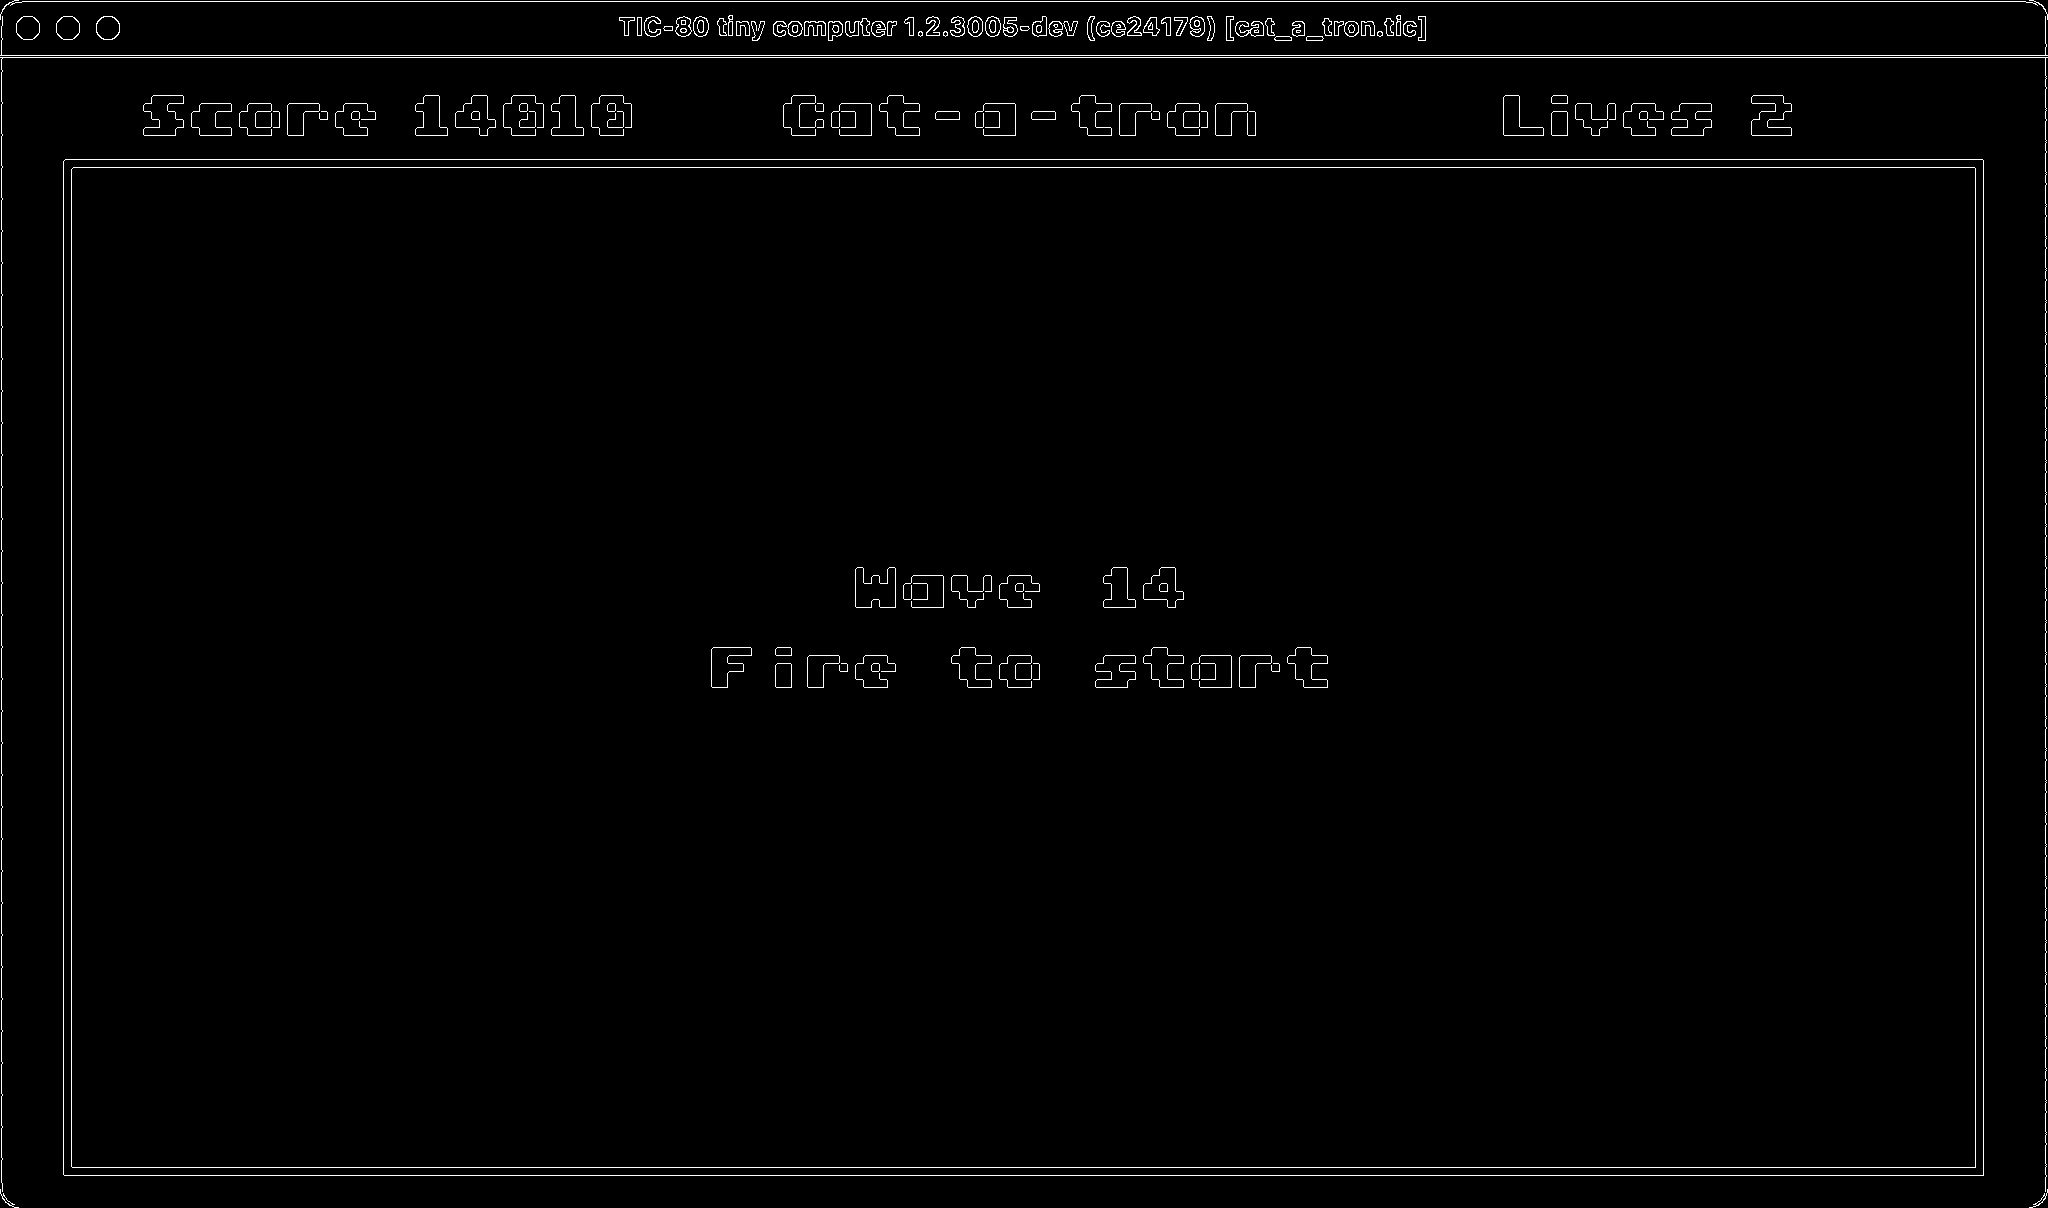 TIC-80 tiny computer 1.2.3005-dev (ce24179) [cat_a_tron.tic]
Score 14010 Cat-a-tron Lives 2
Wave 14
Fire to start